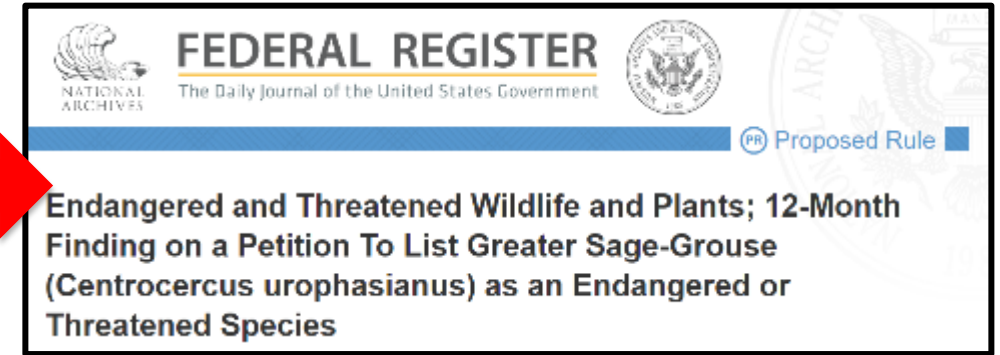 NATIONAL
ARCHIVES
FEDERAL REGISTER
The Daily Journal of the United States Government
PR Proposed Rule
Endangered and Threatened Wildlife and Plants; 12-Month
Finding on a Petition To List Greater Sage-Grouse
(Centrocercus urophasianus) as an Endangered or
Threatened Species